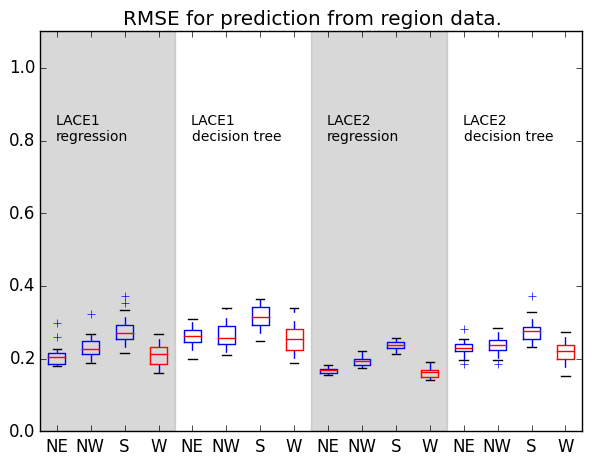 RMSE for prediction from region data.
1.0
0.8
0.6
0.4
0.2
0.0
LACE1
regression
LACE1
decision tree
LACE2
regression
LACE2
decision tree
NE NW S W NE NW S W NE NW S W NE NW S W